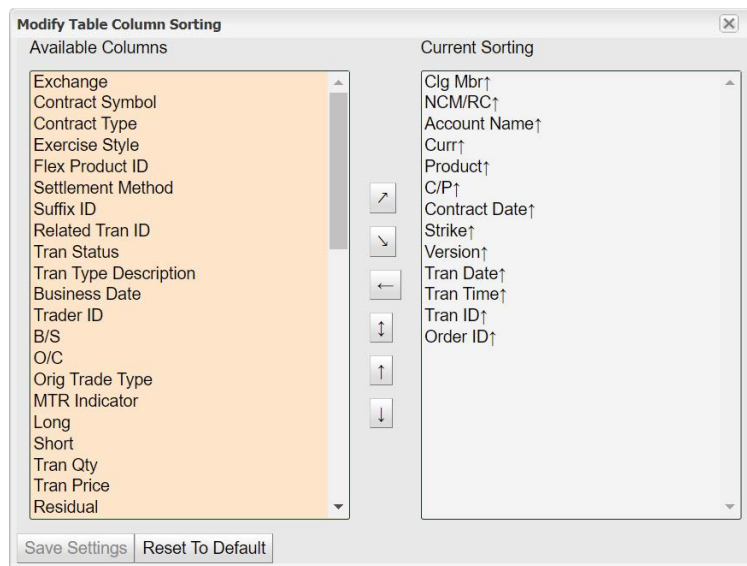 Modify Table Column Sorting
Available Columns
Exchange
Contract Symbol
Contract Type
Exercise Style
Flex Product ID
Settlement Method
Suffix ID
Related Tran ID
Tran Status
Tran Type Description
Business Date
Trader ID
B/S
O/C
Orig Trade Type
MTR Indicator
Long
Short
Tran Qty
Tran Price
Residual
↗
↘
←
↕
↑
↓
Current Sorting
Clg Mbr↑
NCM/RC↑
Account Name↑
Curr↑
Product↑
C/P↑
Contract Date↑
Strike↑
Version↑
Tran Date↑
Tran Time↑
Tran ID↑
Order ID↑
Save Settings
Reset To Default